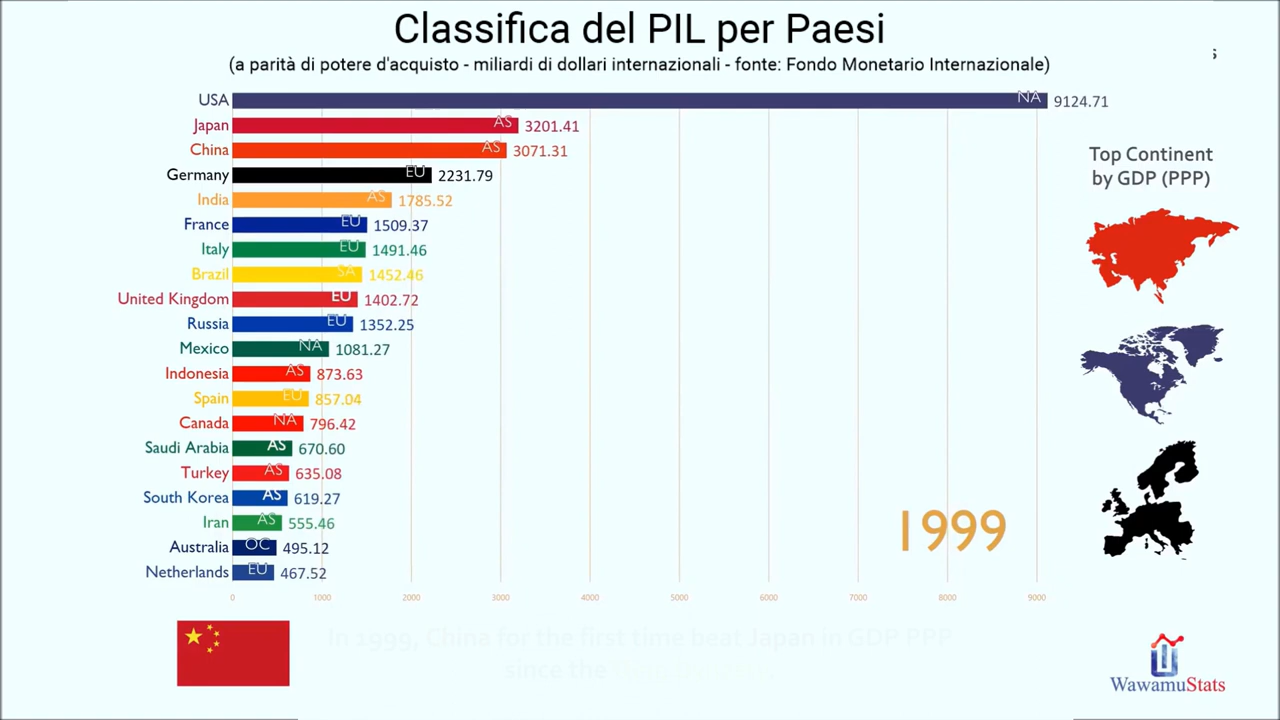 Classifica del PIL per Paesi
(a parità di potere d'acquisto - miliardi di dollari internazionali - fonte: Fondo Monetario Internazionale)
s
USA NA 9124.71
Japan AS 3201.41
China AS 3071.31
Germany EU 2231.79
India AS 1785.52
France EU 1509.37
Italy EU 1491.46
Brazil SA 1452.46
United Kingdom EU 1402.72
Russia EU 1352.25
Mexico NA 1081.27
Indonesia AS 873.63
Spain EU 857.04
Canada NA 796.42
Saudi Arabia AS 670.60
Turkey AS 635.08
South Korea AS 619.27
Iran AS 555.46
Australia OC 495.12
Netherlands EU 467.52
0 1000 2000 3000 4000 5000 6000 7000 8000 9000
1999
Top Continent
by GDP (PPP)
In 1999, China for the first time beat Japan in GDP PPP
since the
WawamuStats